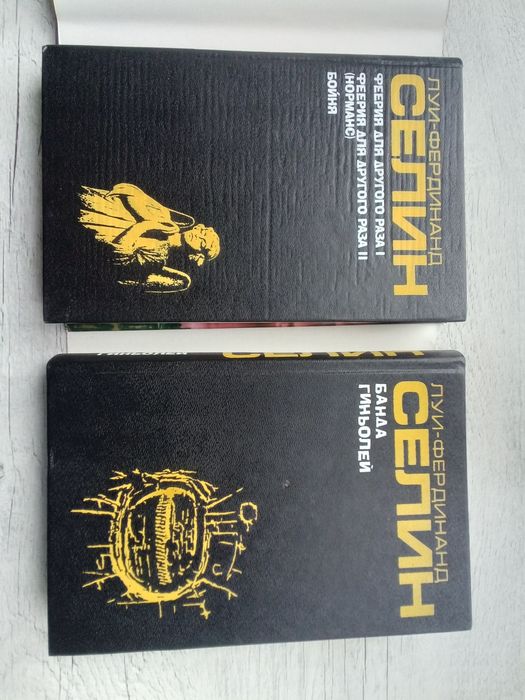 ЛУИ-ФЕРДИНАНД
СЕЛИН
ФЕЕРИЯ ДЛЯ ДРУГОГО РАЗА I
ФЕЕРИЯ ДЛЯ ДРУГОГО РАЗА II
(НОРМАНС)
БОЙНЯ
СЕЛИН
ЛУИ-ФЕРДИНАНД
СЕЛИН
БАНДА
ГИНЬОЛЕЙ